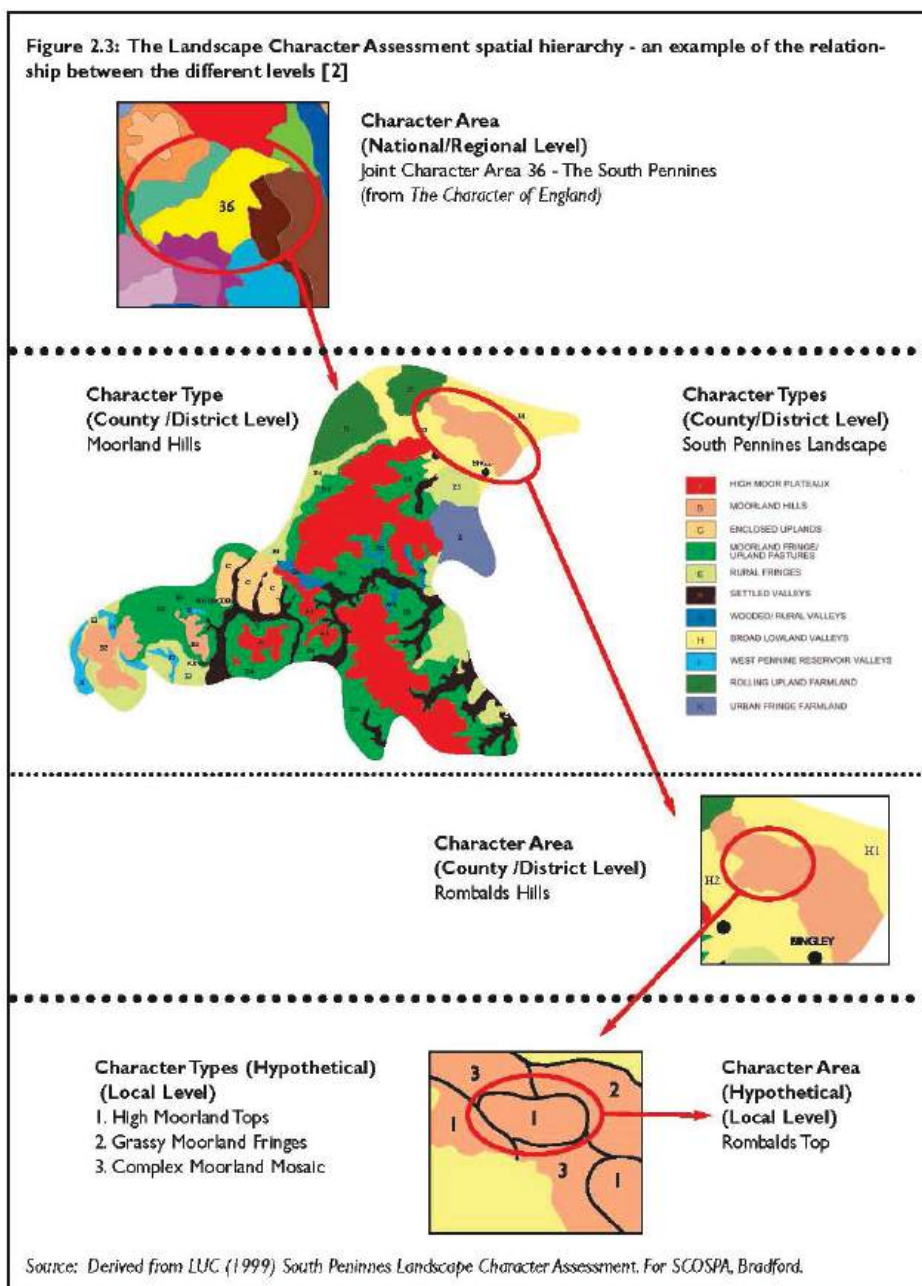 Figure 2.3: The Landscape Character Assessment spatial hierarchy - an example of the relation-
ship between the different levels [2]
Character Area
(National/Regional Level)
Joint Character Area 36 - The South Pennines
(from The Character of England)
36
Character Type
(County /District Level)
Moorland Hills
Character Types
(County/District Level)
South Pennines Landscape
HIGH MOOR PLATEAUX
B MOORLAND HILLS
C ENCLOSED UPLANDS
MOORLAND FRINGE/
UPLAND PASTURES
E RURAL FRINGES
SETTLED VALLEYS
WOODED/ RURAL VALLEYS
H BROAD LOWLAND VALLEYS
WEST PENNINE RESERVOIR VALLEYS
ROLLING UPLAND FARMLAND
K URBAN FRINGE FARMLAND
Character Area
(County /District Level)
Rombalds Hills
H1
H2
BINGLEY
Character Types (Hypothetical)
(Local Level)
1. High Moorland Tops
2. Grassy Moorland Fringes
3. Complex Moorland Mosaic
3
2
1
1
1
3
1
Character Area
(Hypothetical)
(Local Level)
Rombalds Top
Source: Derived from LUC (1999) South Peninnes Landscape Character Assessment. For SCOSPA, Bradford.